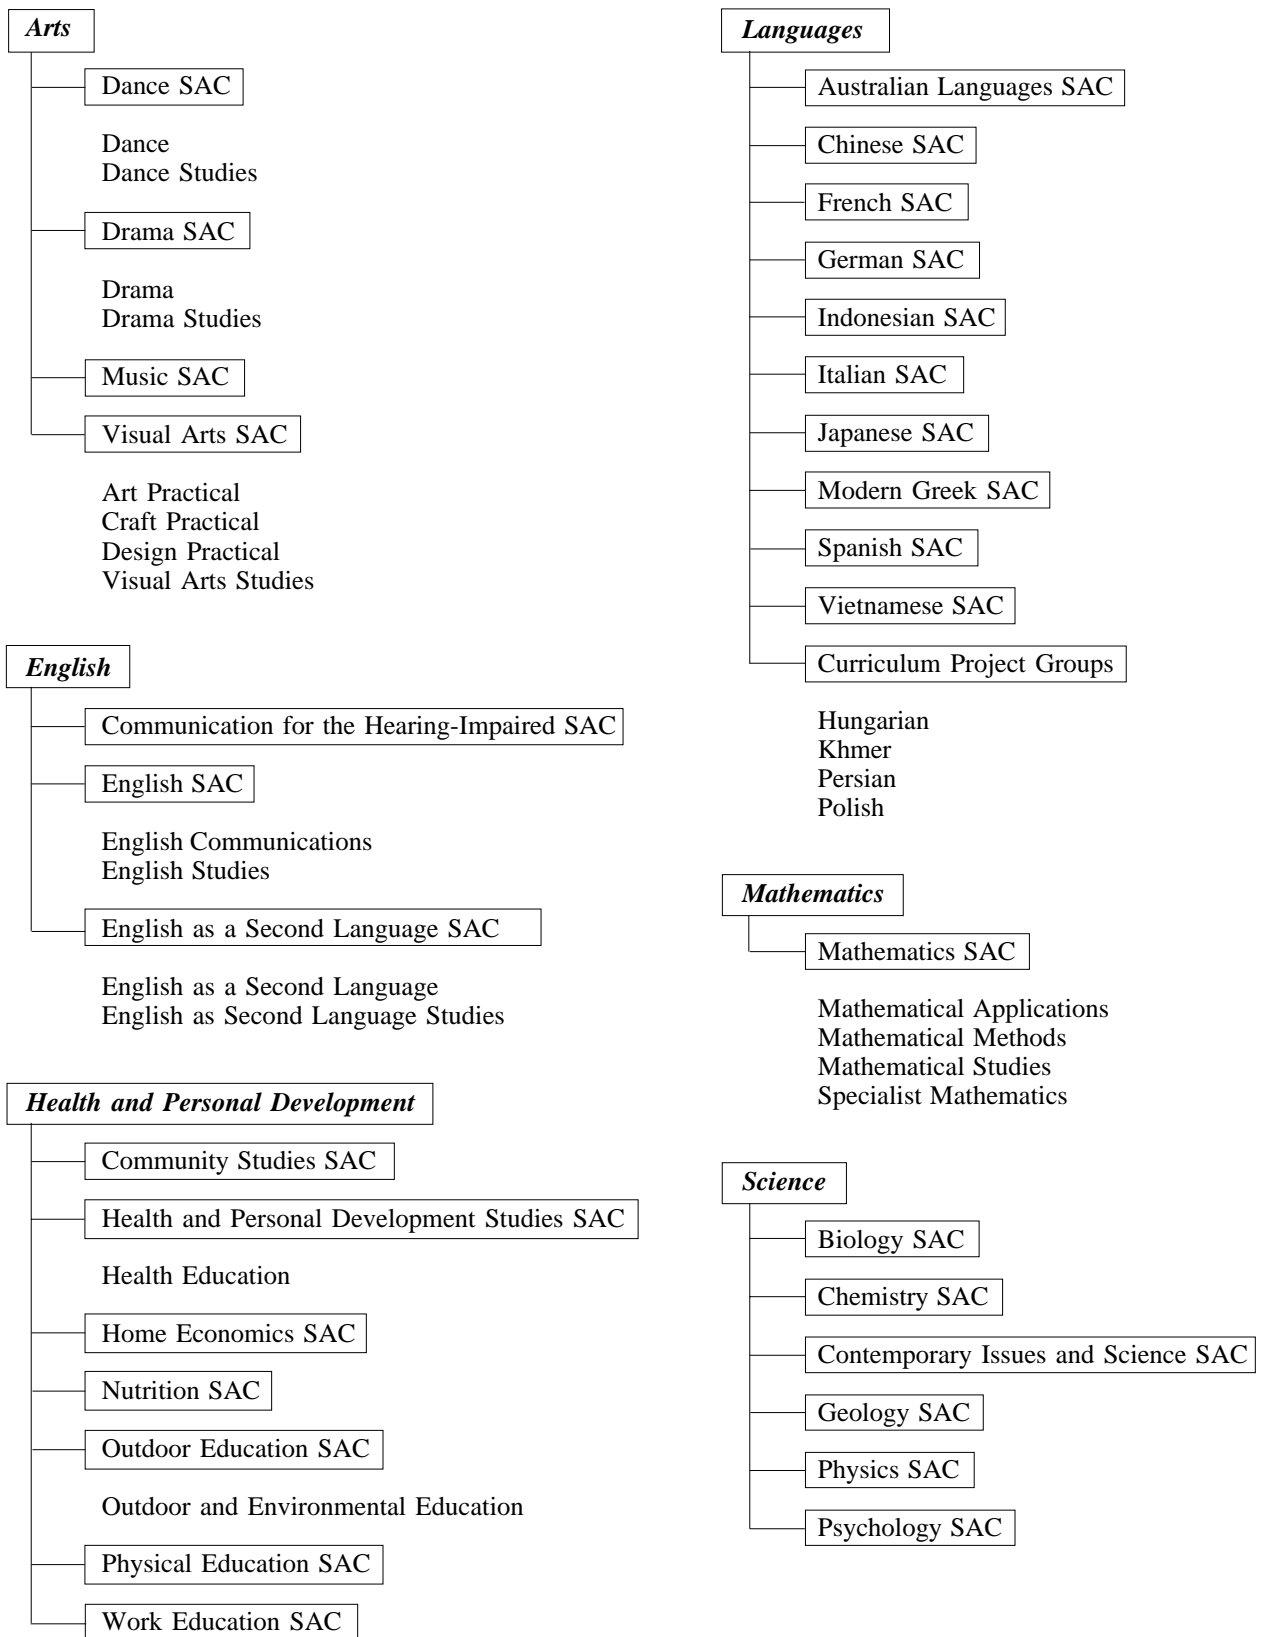 Arts
Dance SAC
Dance
Dance Studies
Drama SAC
Drama
Drama Studies
Music SAC
Visual Arts SAC
Art Practical
Craft Practical
Design Practical
Visual Arts Studies
English
Communication for the Hearing-Impaired SAC
English SAC
English Communications
English Studies
English as a Second Language SAC
English as a Second Language
English as Second Language Studies
Health and Personal Development
Community Studies SAC
Health and Personal Development Studies SAC
Health Education
Home Economics SAC
Nutrition SAC
Outdoor Education SAC
Outdoor and Environmental Education
Physical Education SAC
Work Education SAC
Languages
Australian Languages SAC
Chinese SAC
French SAC
German SAC
Indonesian SAC
Italian SAC
Japanese SAC
Modern Greek SAC
Spanish SAC
Vietnamese SAC
Curriculum Project Groups
Hungarian
Khmer
Persian
Polish
Mathematics
Mathematics SAC
Mathematical Applications
Mathematical Methods
Mathematical Studies
Specialist Mathematics
Science
Biology SAC
Chemistry SAC
Contemporary Issues and Science SAC
Geology SAC
Physics SAC
Psychology SAC